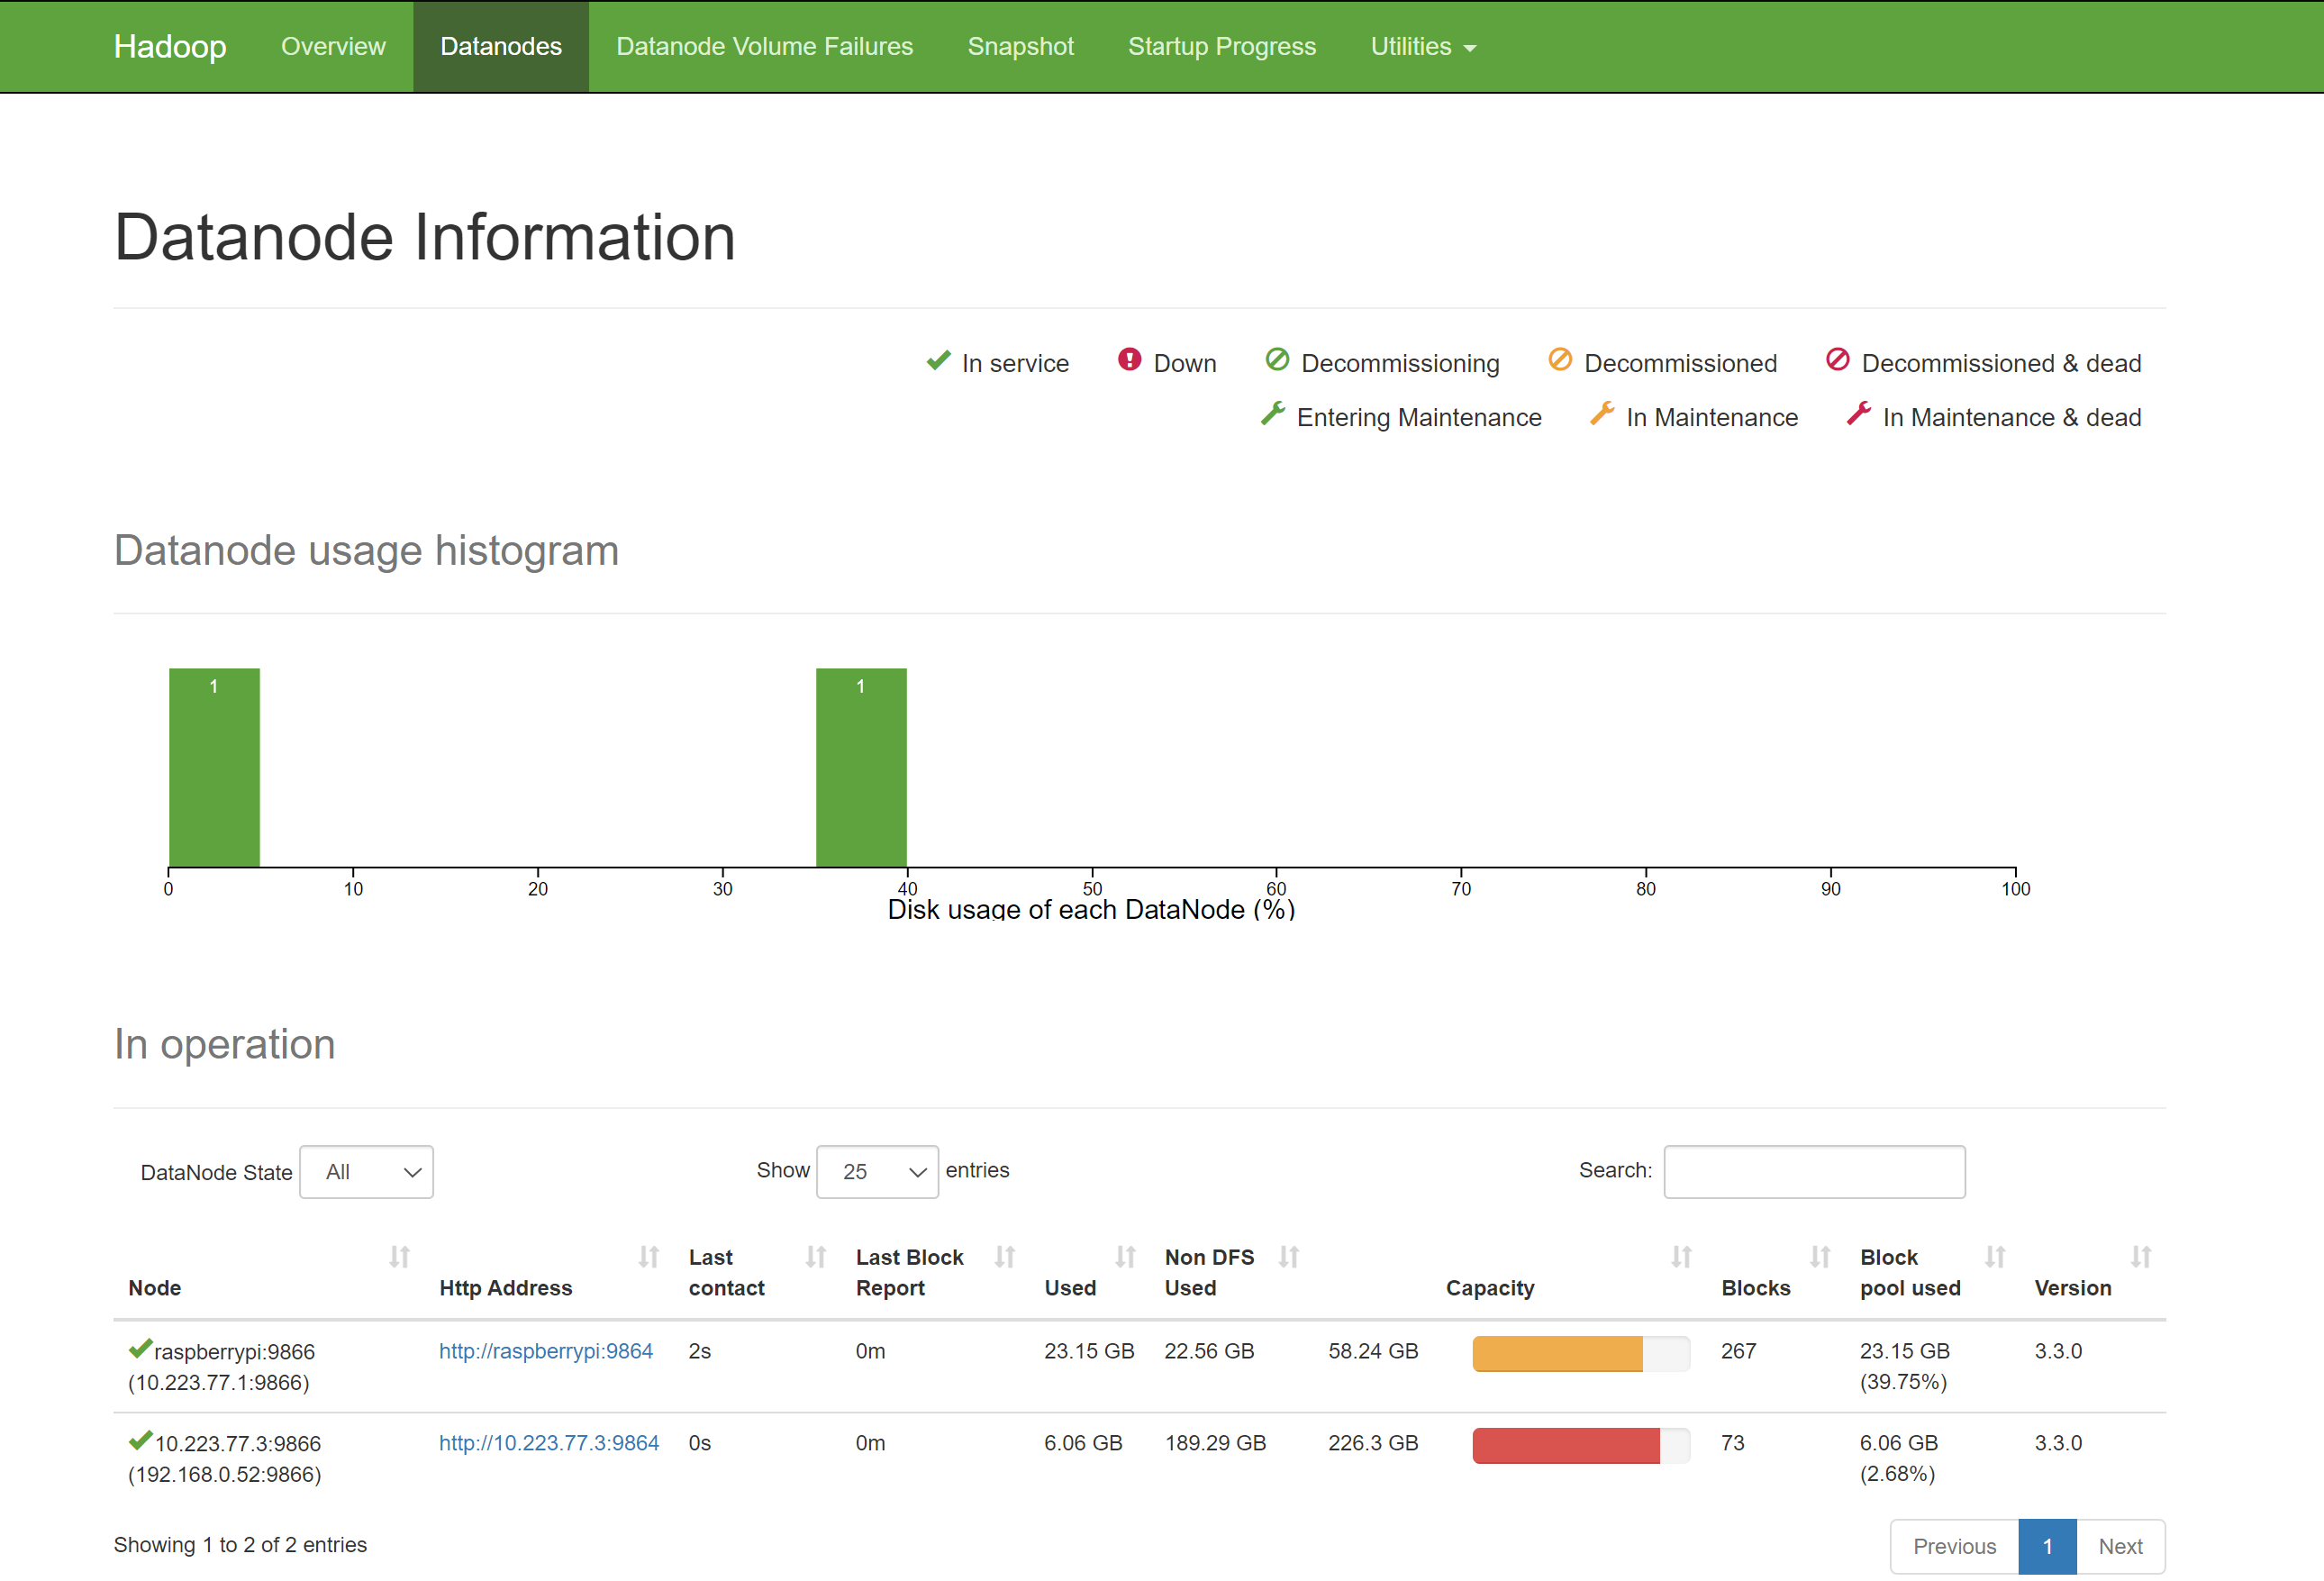 Hadoop Overview Datanodes Datanode Volume Failures Snapshot Startup Progress Utilities
Datanode Information
In service Down Decommissioning Decommissioned Decommissioned & dead
Entering Maintenance In Maintenance In Maintenance & dead
Datanode usage histogram
1 1
0 10 20 30 40 50 60 70 80 90 100
Disk usage of each DataNode (%)
In operation
DataNode State All Show 25 entries Search:
Last Last Block Non DFS Block
Node Http Address contact Report Used Used Capacity Blocks pool used Version
raspberrypi:9866 http://raspberrypi:9864 2s 0m 23.15 GB 22.56 GB 58.24 GB 267 23.15 GB 3.3.0
(10.223.77.1:9866) (39.75%)
10.223.77.3:9866 http://10.223.77.3:9864 0s 0m 6.06 GB 189.29 GB 226.3 GB 73 6.06 GB 3.3.0
(192.168.0.52:9866) (2.68%)
Showing 1 to 2 of 2 entries Previous 1 Next